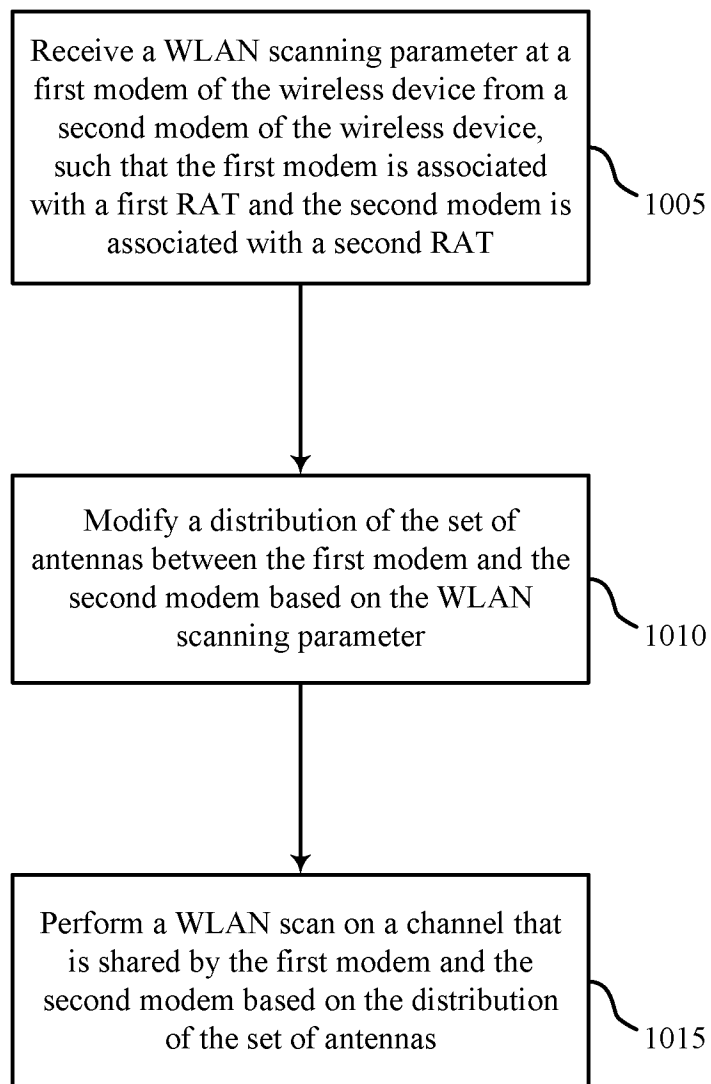 Receive a WLAN scanning parameter at a
first modem of the wireless device from a
second modem of the wireless device,
such that the first modem is associated
with a first RAT and the second modem is
associated with a second RAT
1005
Modify a distribution of the set of
antennas between the first modem and the
second modem based on the WLAN
scanning parameter
1010
Perform a WLAN scan on a channel that
is shared by the first modem and the
second modem based on the distribution
of the set of antennas
1015